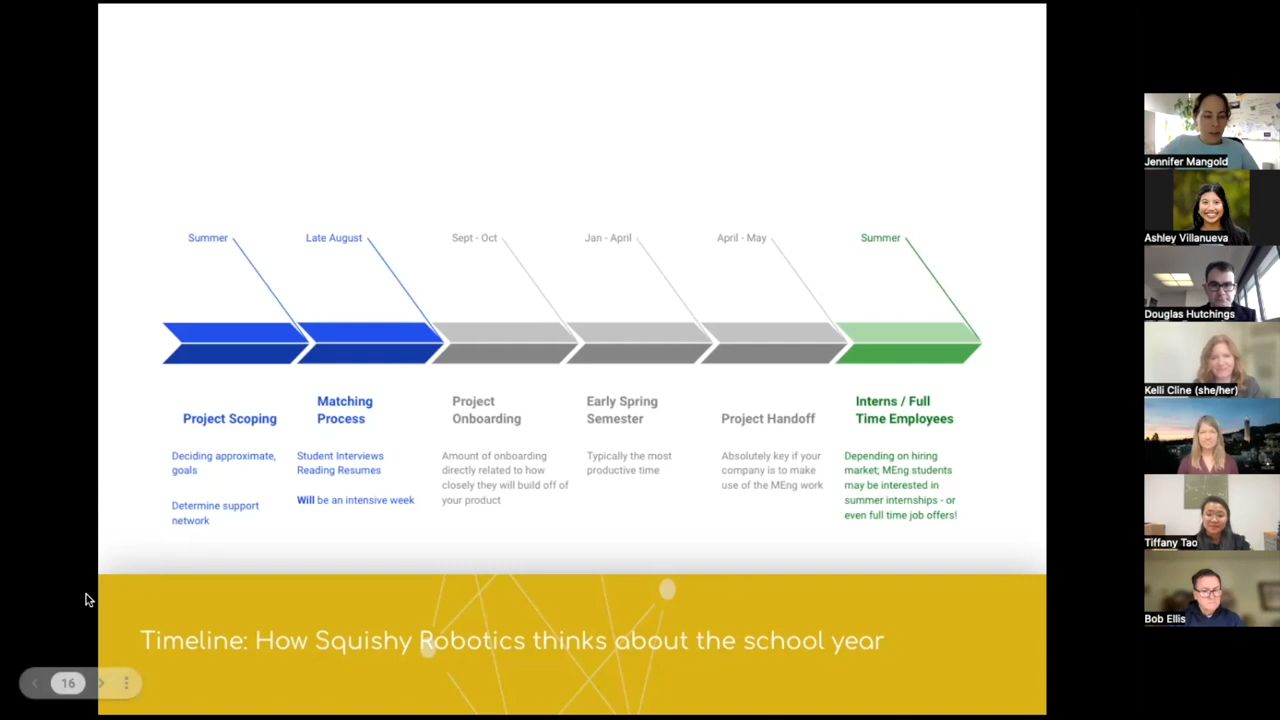 Summer
Late August
Sept - Oct
Jan - April
April - May
Summer
Project Scoping
Matching
Process
Project
Onboarding
Early Spring
Semester
Project Handoff
Interns / Full
Time Employees
Deciding approximate,
goals
Determine support
network
Student Interviews
Reading Resumes
Will be an intensive week
Amount of onboarding
directly related to how
closely they will build off of
your product
Typically the most
productive time
Absolutely key if your
company is to make
use of the MEng work
Depending on hiring
market; MEng students
may be interested in
summer internships - or
even full time job offers!
Timeline: How Squishy Robotics thinks about the school year
16
Jennifer Mangold
Ashley Villanueva
Douglas Hutchings
Kelli Cline (she/her)
Tiffany Tao
Bob Ellis